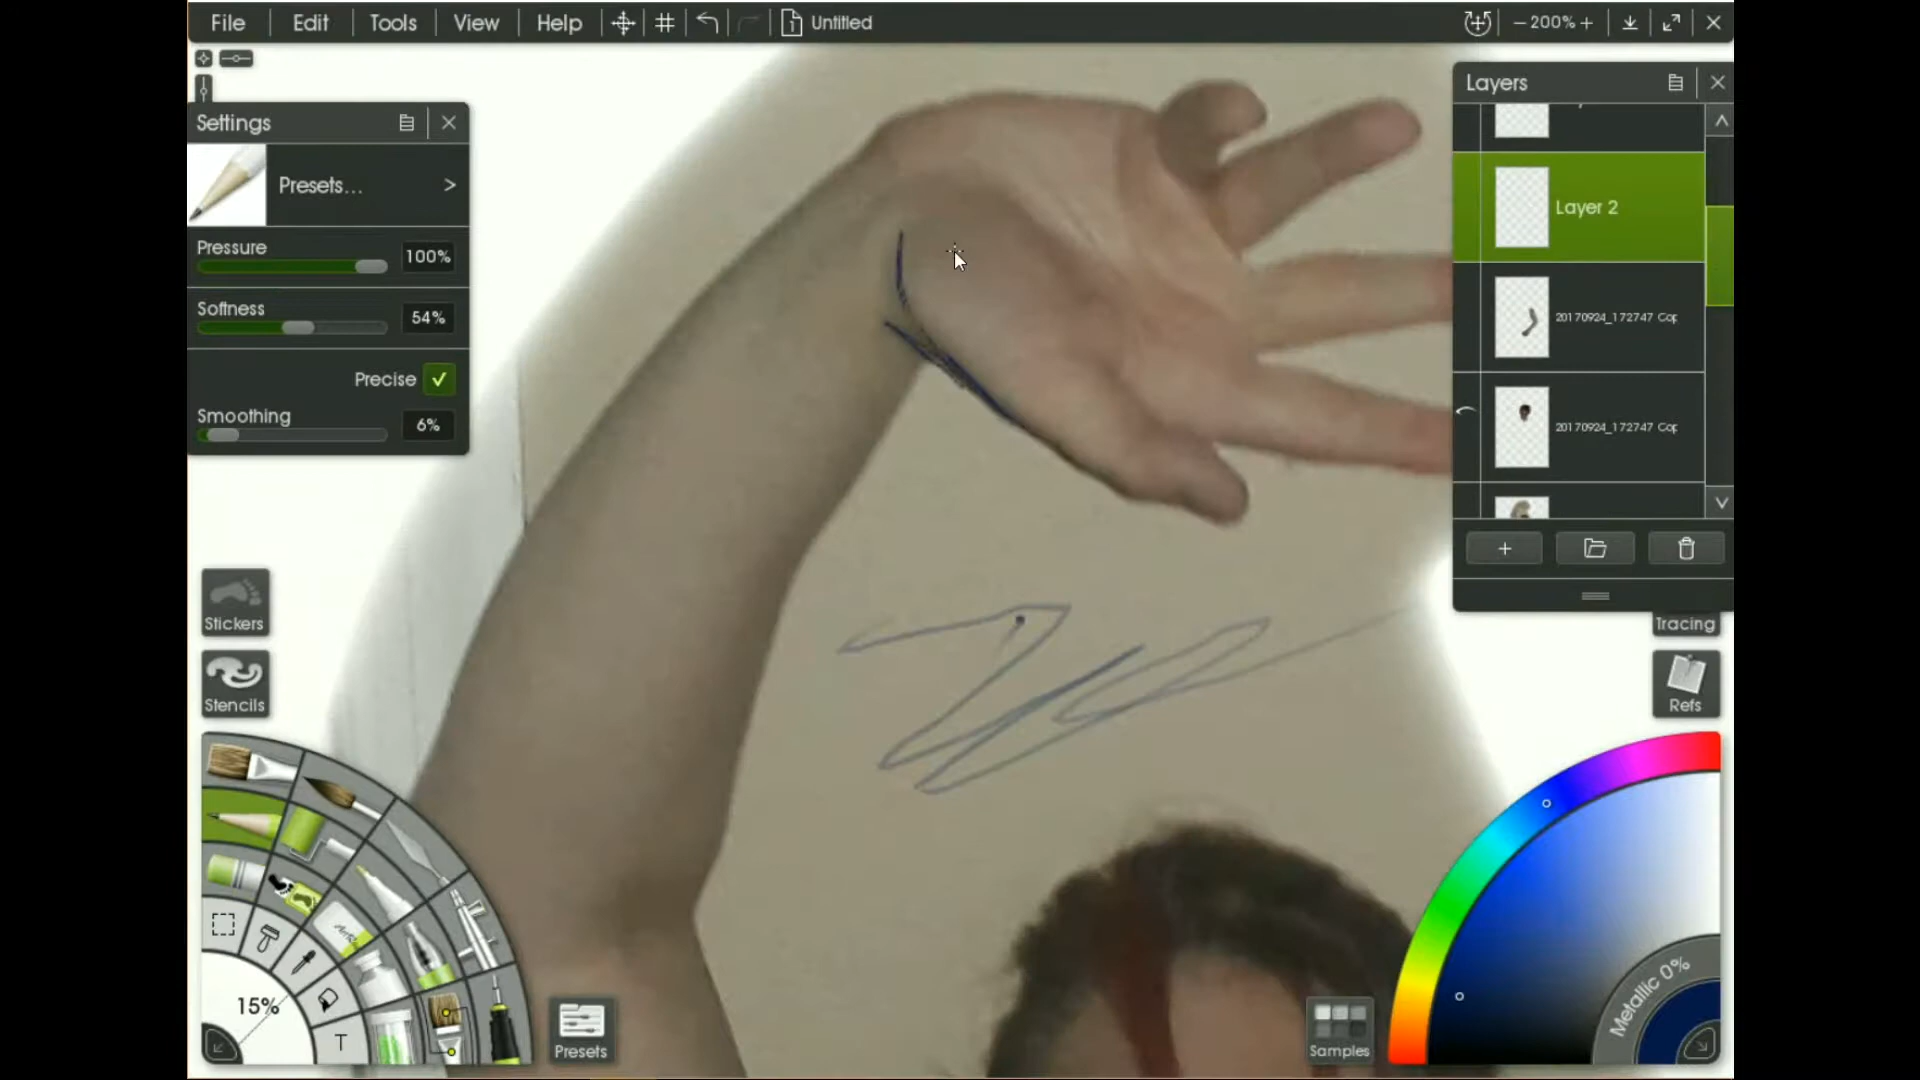 File Edit Tools View Help Untitled 200%
Settings
Presets...
Pressure 100%
Softness 54%
Precise
Smoothing 6%
Layers
Layer 2
20170924_172747 Cop
20170924_172747 Cop
Stickers
Stencils
Tracing
Refs
15%
T
Presets
Samples
Metallic 0%